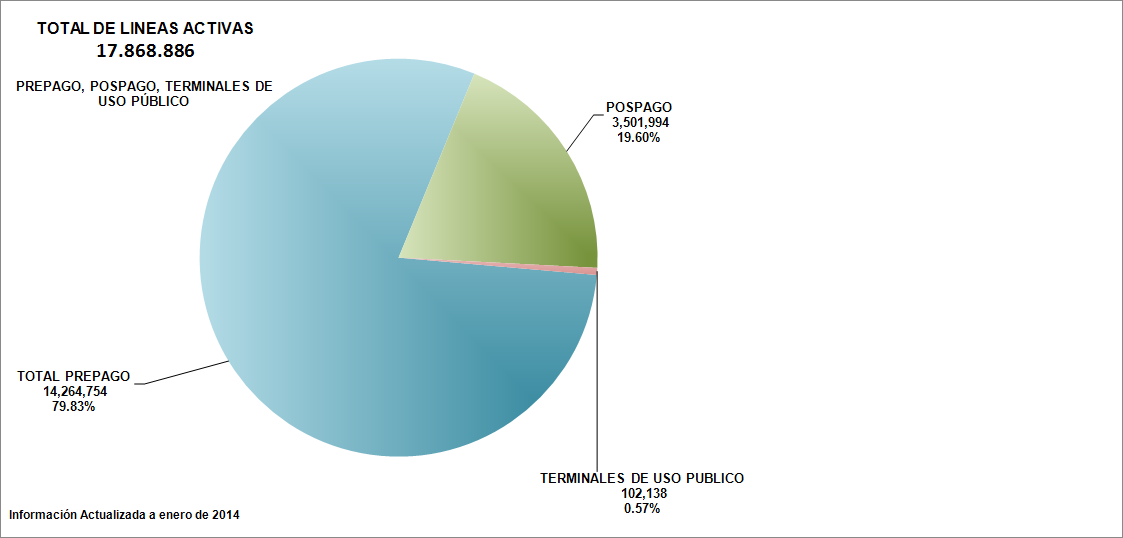 TOTAL DE LINEAS ACTIVAS
17.868.886
PREPAGO, POSPAGO, TERMINALES DE
USO PÚBLICO
POSPAGO
3,501,994
19.60%
TOTAL PREPAGO
14,264,754
79.83%
TERMINALES DE USO PUBLICO
102,138
0.57%
Información Actualizada a enero de 2014